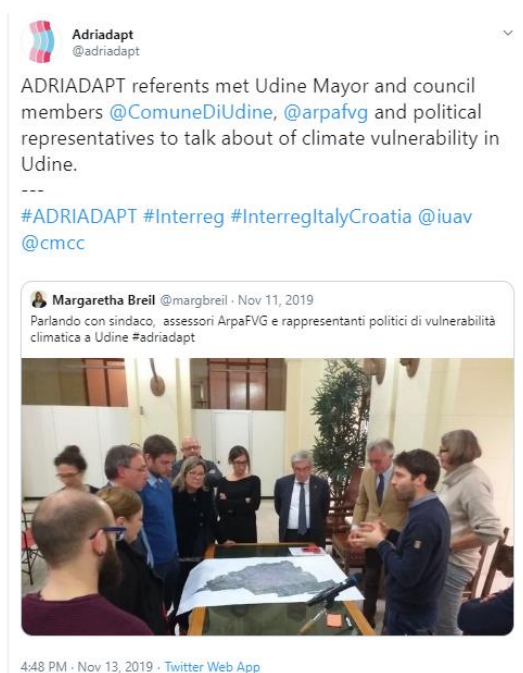 Adriadapt
@adriadapt
ADRIADAPT referents met Udine Mayor and council
members @ComuneDiUdine, @arpafvg and political
representatives to talk about of climate vulnerability in
Udine.
---
#ADRIADAPT #Interreg #InterregItalyCroatia @iuav
@cmcc
Margaretha Breil @margbreil · Nov 11, 2019
Parlando con sindaco, assessori ArpaFVG e rappresentanti politici di vulnerabilità
climatica a Udine #adriadapt
4:48 PM · Nov 13, 2019 · Twitter Web App